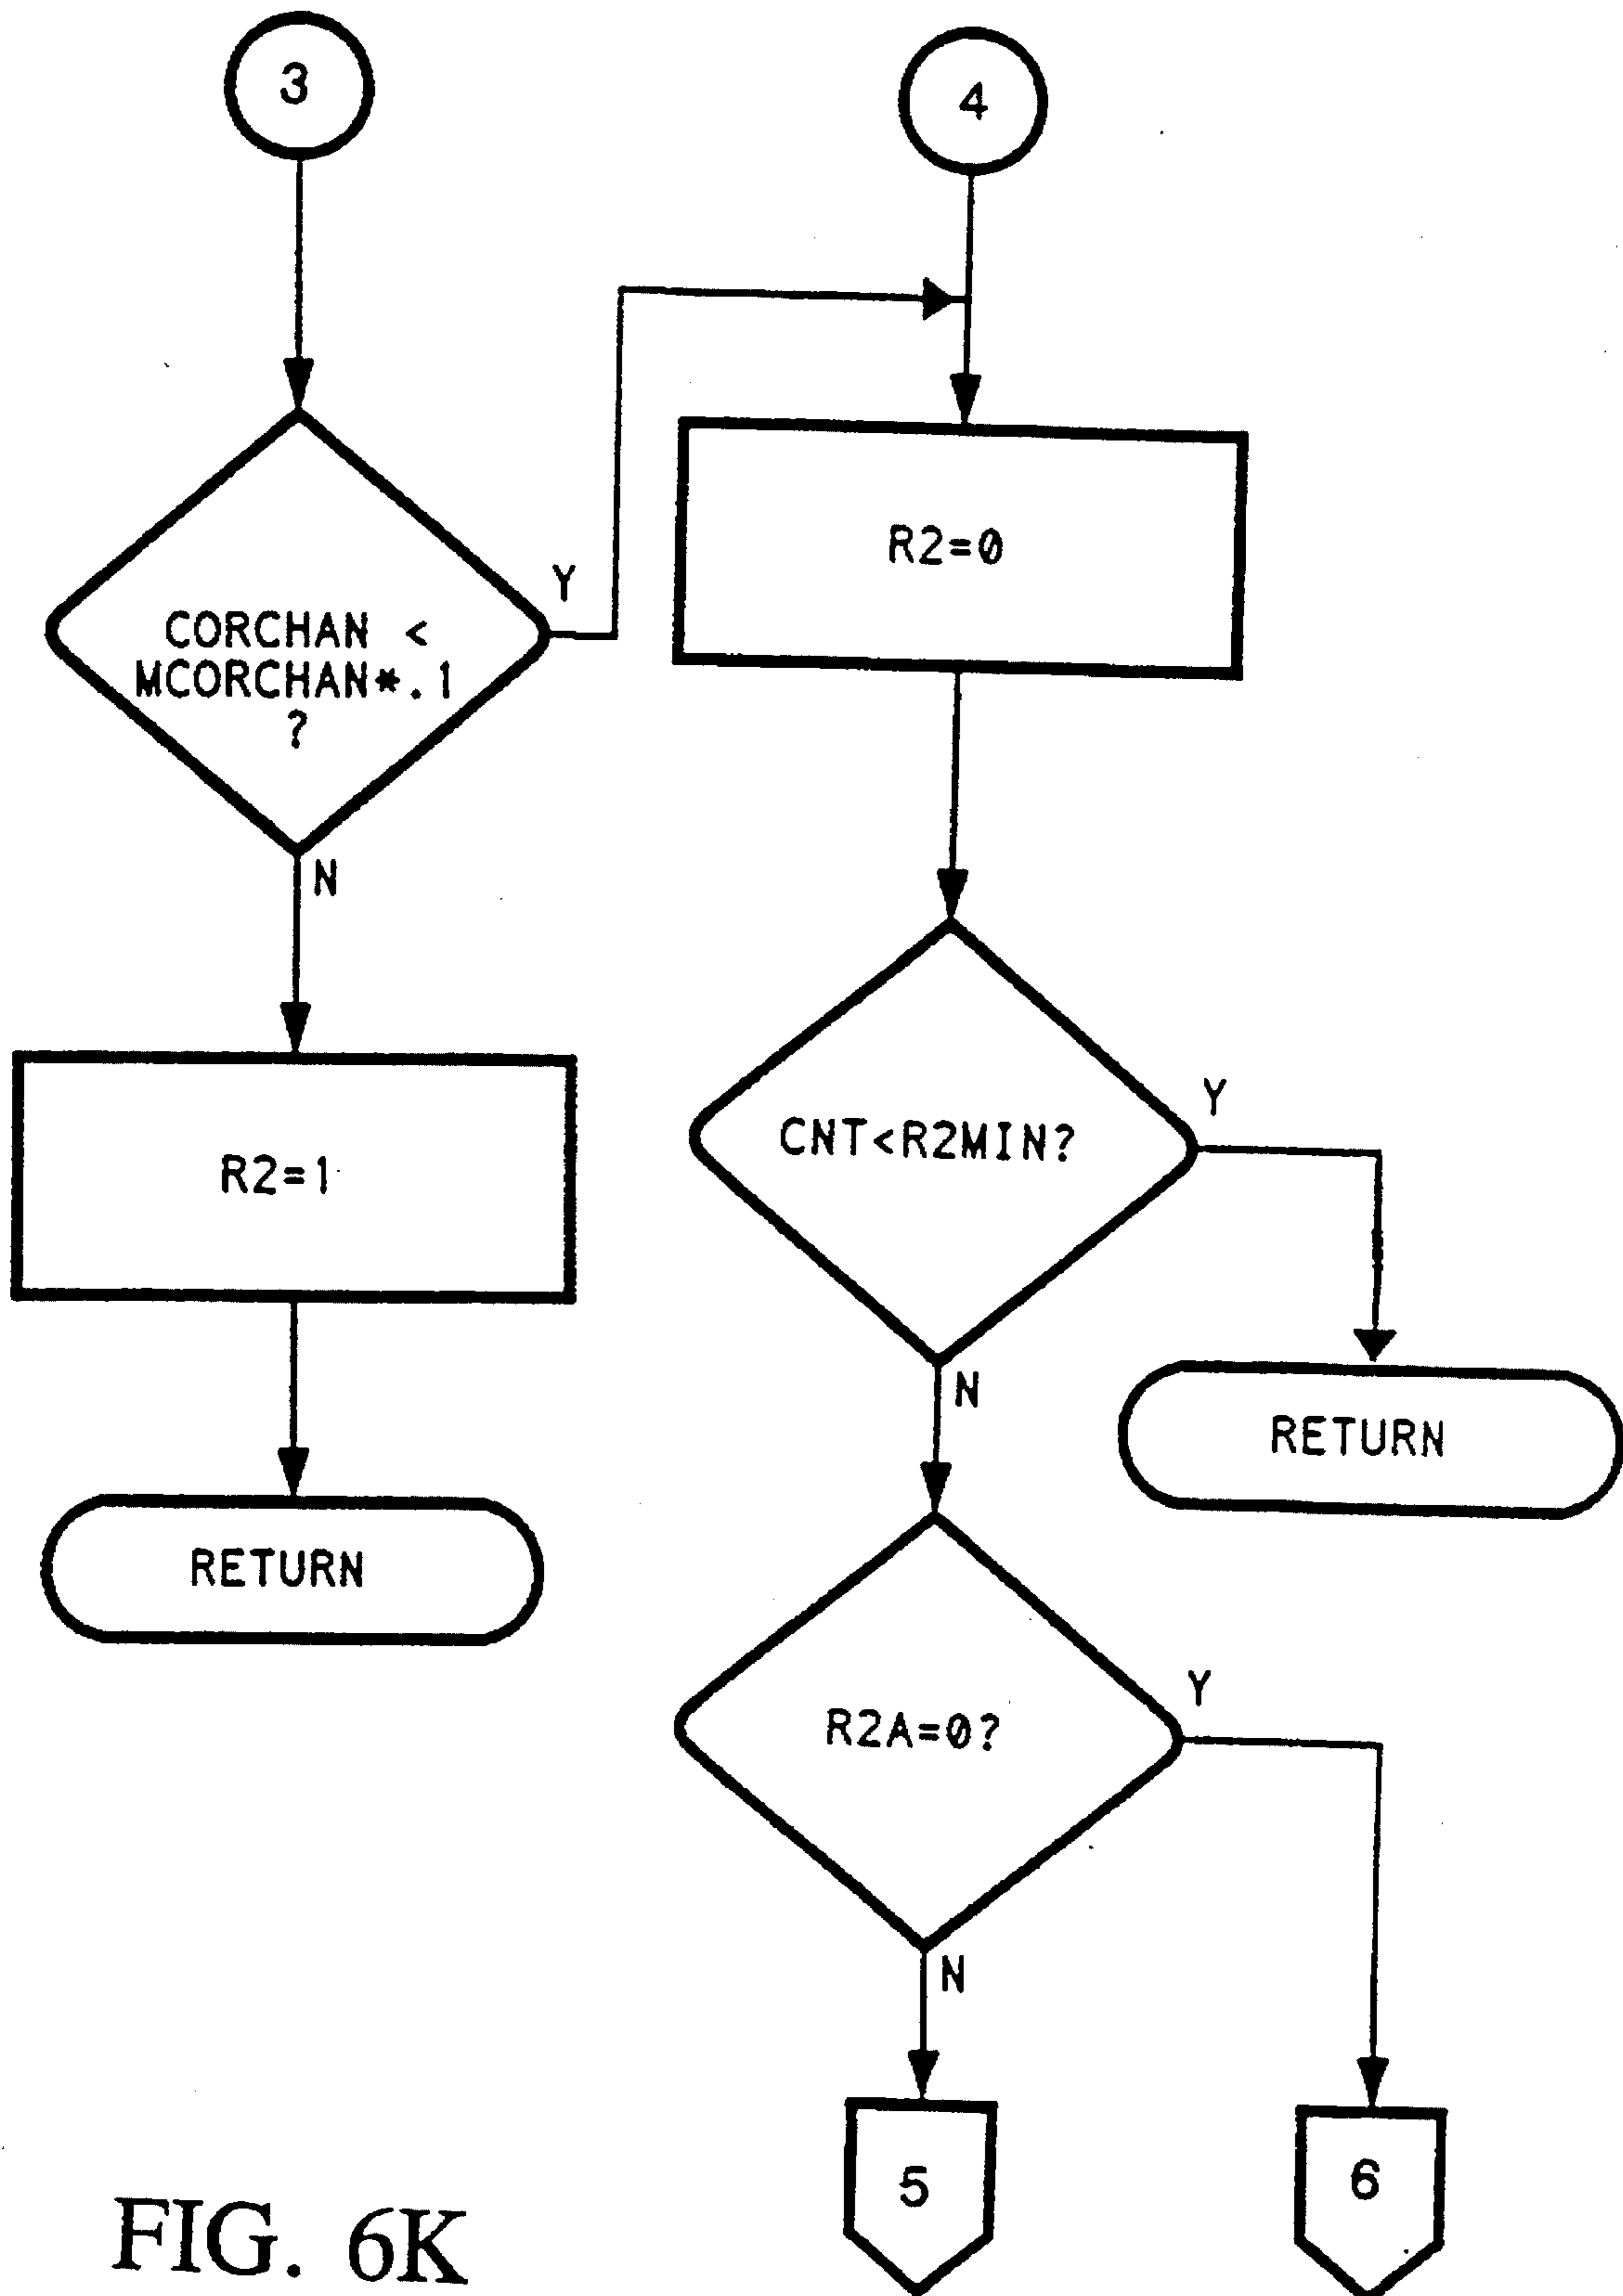 3
CORCHAN <
MCORCHAN*.1
?
Y
N
R2=1
RETURN
4
R2=0
CNT<R2MIN?
Y
N
RETURN
R2A=0?
Y
N
5
6
FIG. 6K